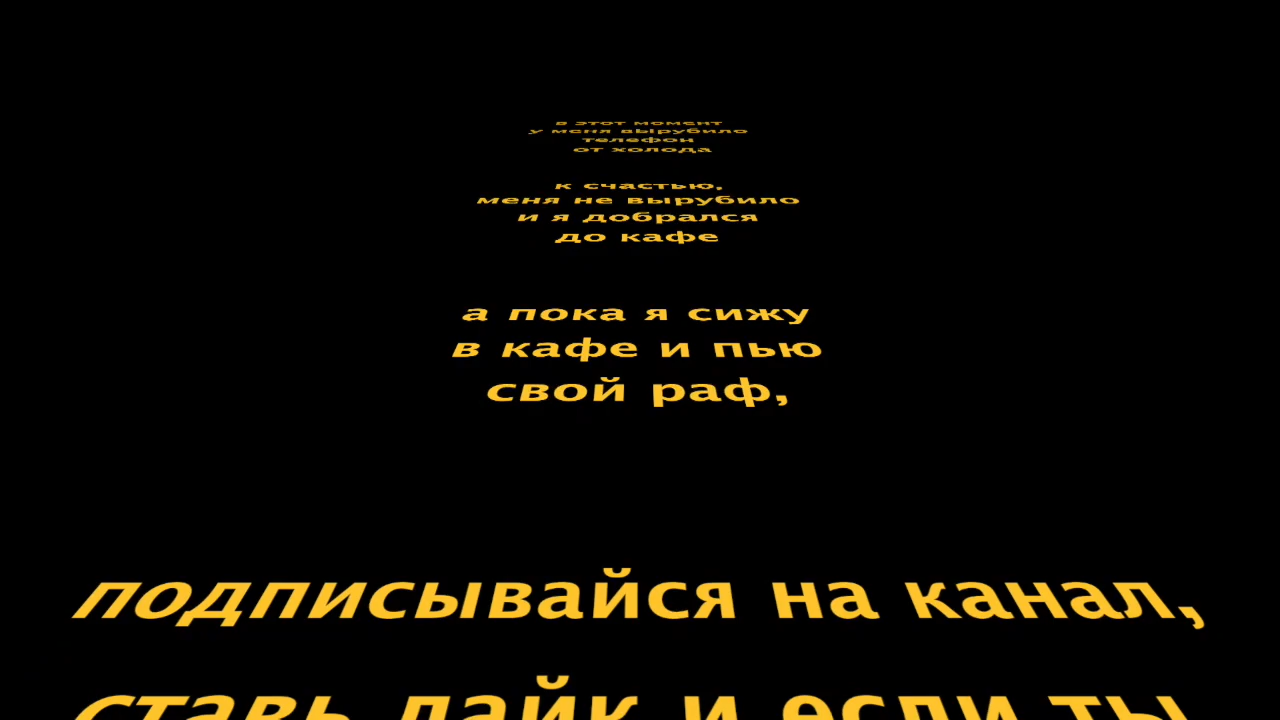 в этот момент
у меня вырубило
телефон
от холода
к счастью,
меня не вырубило
и я добрался
до кафе
а пока я сижу
в кафе и пью
свой раф,
подписывайся на канал,
ставь лайк и если ты